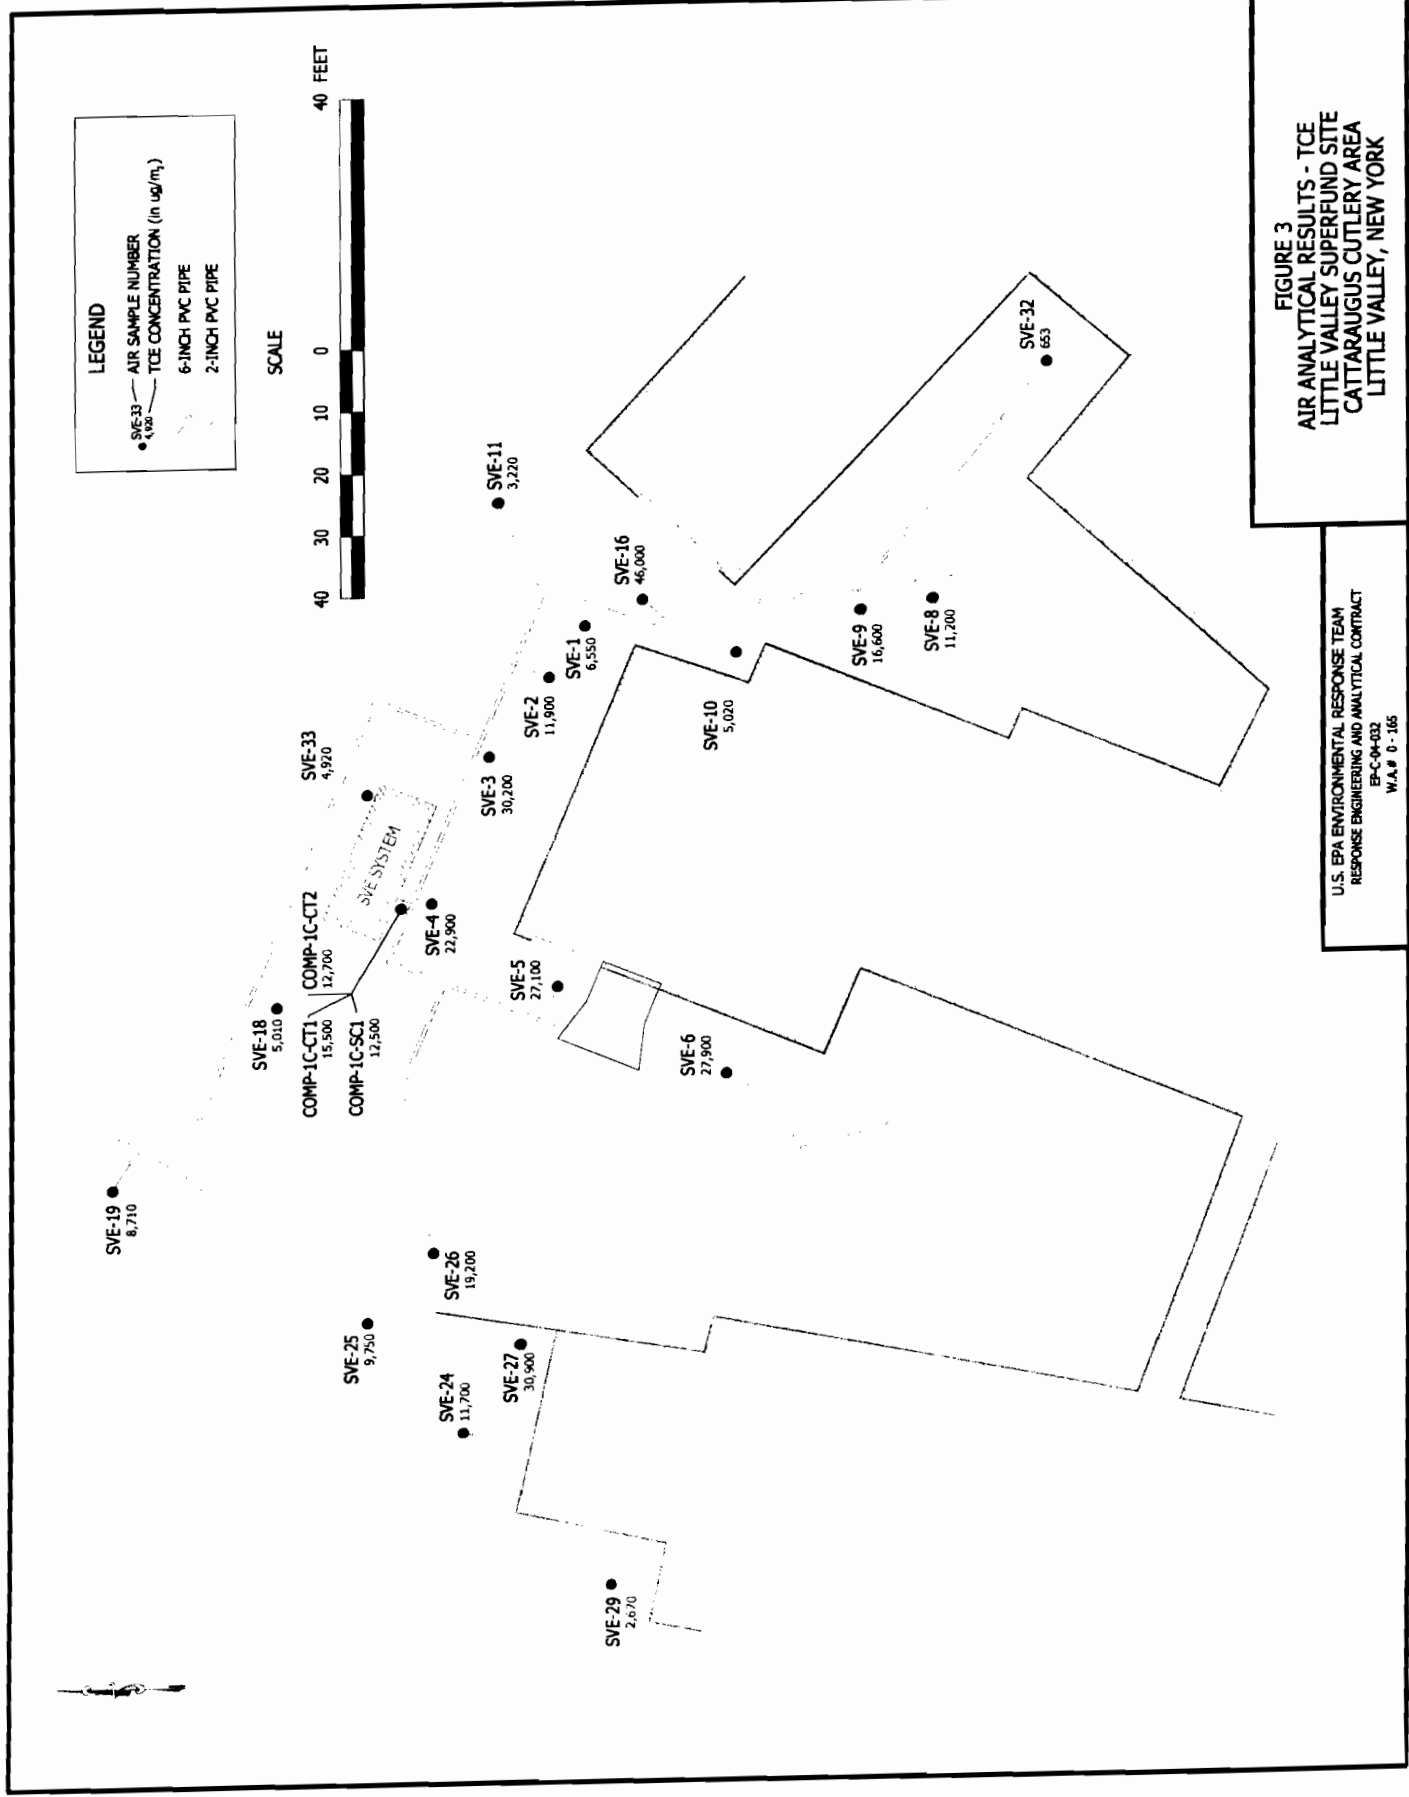 LEGEND
SVE-33
4,920
AIR SAMPLE NUMBER
TCE CONCENTRATION (in ug/m,)
6-INCH PVC PIPE
2-INCH PVC PIPE
SCALE
40 30 20 10 0 40 FEET
SVE-19
8,710
SVE-18
5,010
SVE-33
4,920
COMP-1C-CT1
15,500
COMP-1C-CT2
12,700
COMP-1C-SC1
12,500
SVE SYSTEM
SVE-25
9,750
SVE-26
19,200
SVE-4
22,900
SVE-3
30,200
SVE-11
3,220
SVE-24
11,700
SVE-27
30,900
SVE-5
27,100
SVE-2
11,900
SVE-1
6,550
SVE-16
46,000
SVE-29
2,670
SVE-6
27,900
SVE-10
5,020
SVE-9
16,600
SVE-8
11,200
SVE-32
653
U.S. EPA ENVIRONMENTAL RESPONSE TEAM
RESPONSE ENGINEERING AND ANALYTICAL CONTRACT
EP-C-04-032
W.A.# 0-165
FIGURE 3
AIR ANALYTICAL RESULTS - TCE
LITTLE VALLEY SUPERFUND SITE
CATTARAUGUS CUTLERY AREA
LITTLE VALLEY, NEW YORK